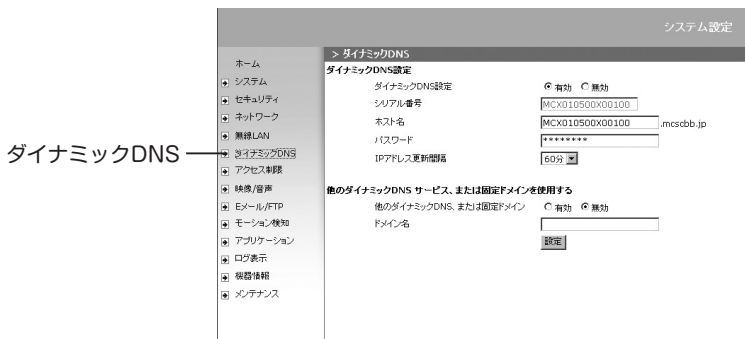 システム設定
ダイナミックDNS
ホーム
システム
セキュリティ
ネットワーク
無線LAN
ダイナミックDNS
アクセス制限
映像/音声
Eメール/FTP
モーション検知
アプリケーション
ログ表示
機器情報
メンテナンス
> ダイナミックDNS
ダイナミックDNS設定
ダイナミックDNS設定 有効 無効
シリアル番号 MCX010500X00100
ホスト名 MCX010500X00100 .mcscbb.jp
パスワード ********
IPアドレス更新間隔 60分
他のダイナミックDNS サービス、または固定ドメインを使用する
他のダイナミックDNS、または固定ドメイン 有効 無効
ドメイン名
設定